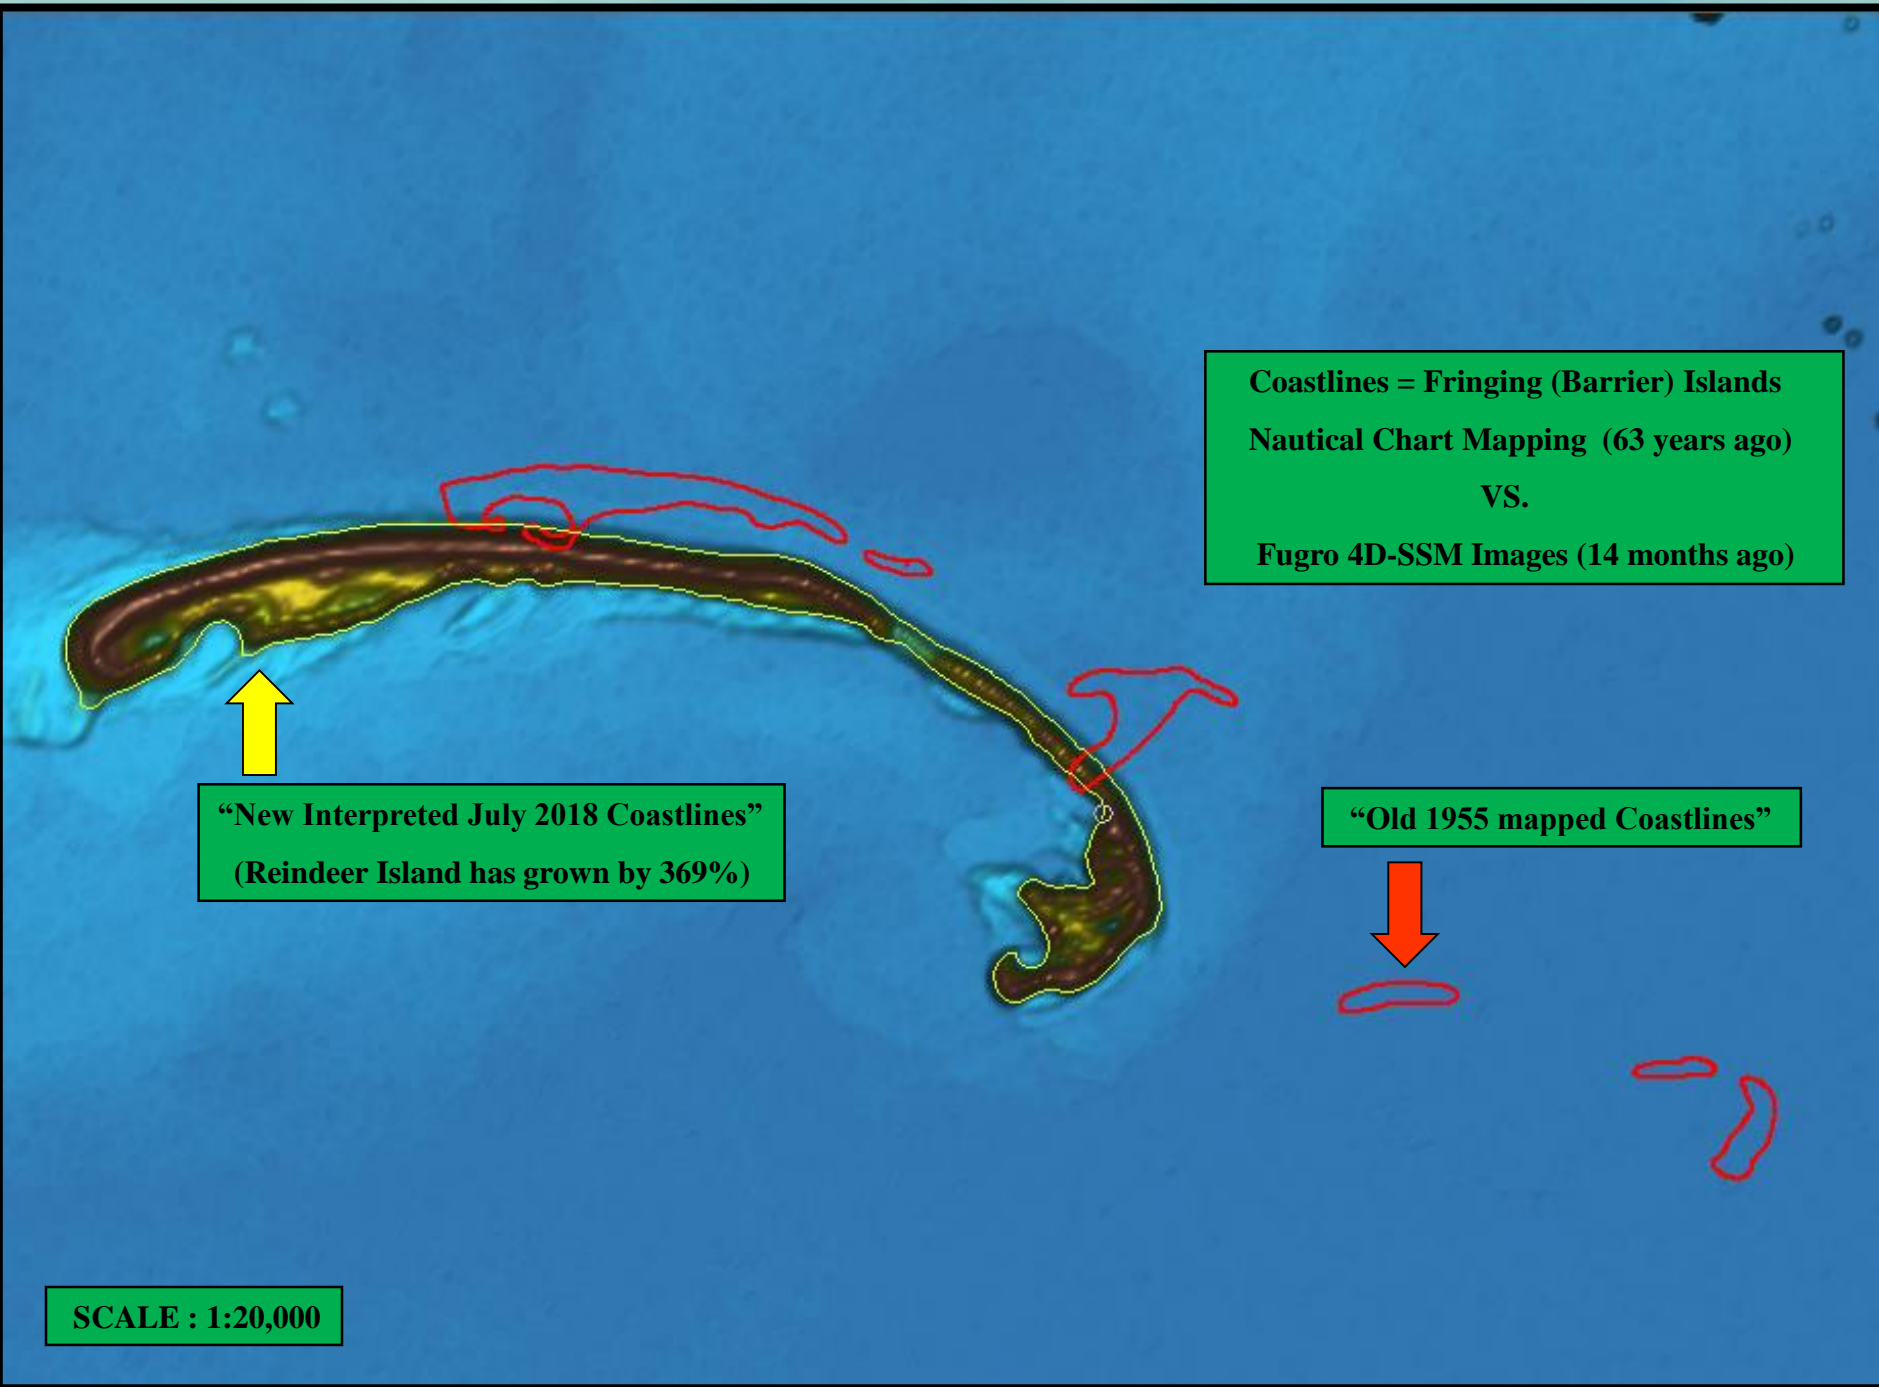 Coastlines = Fringing (Barrier) Islands
Nautical Chart Mapping (63 years ago)
VS.
Fugro 4D-SSM Images (14 months ago)
“New Interpreted July 2018 Coastlines”
(Reindeer Island has grown by 369%)
“Old 1955 mapped Coastlines”
SCALE : 1:20,000